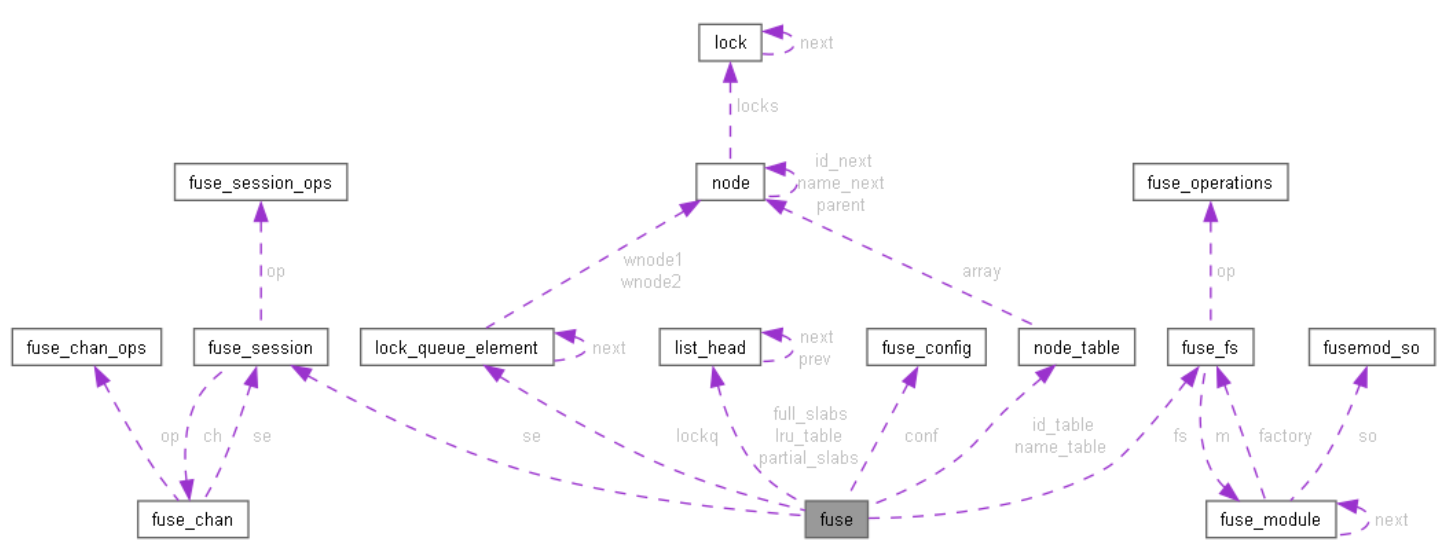 lock
next
locks
id_next
fuse_session_ops
node
name_next
fuse_operations
parent
wnode1
op
array
op
wnode2
fuse_chan_ops
fuse_session
lock_queue_element
next
list_head
next
prev
fuse_config
node_table
fuse_fs
fusemod_so
full_slabs
id_table
op
ch
se
se
lockq
lru_table
conf
name_table
fs
m
factory
so
partial_slabs
fuse_chan
fuse
fuse_module
next